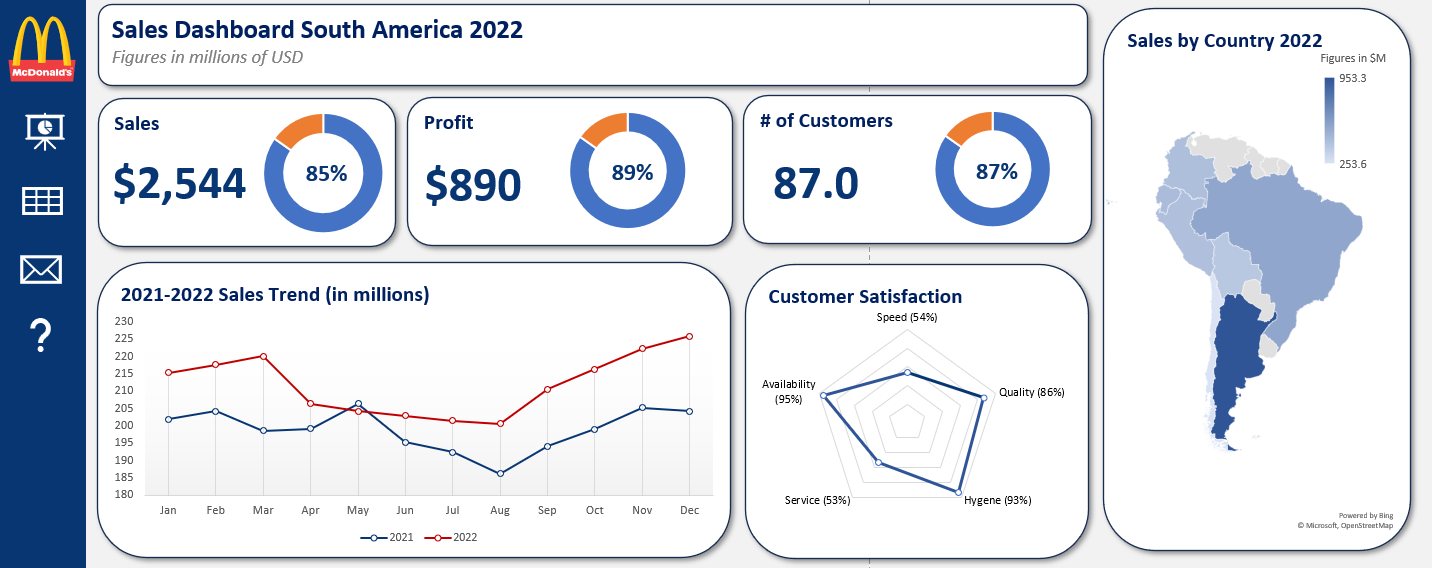 McDonald's
Sales Dashboard South America 2022
Figures in millions of USD
Sales
$2,544
85%
Profit
$890
89%
# of Customers
87.0
87%
2021-2022 Sales Trend (in millions)
230
225
220
215
210
205
200
195
190
185
180
Jan Feb Mar Apr May Jun Jul Aug Sep Oct Nov Dec
2021 2022
Customer Satisfaction
Speed (54%)
Quality (86%)
Hygene (93%)
Service (53%)
Availability
(95%)
Sales by Country 2022
Figures in $M
953.3
253.6
Powered by Bing
© Microsoft, OpenStreetMap
?